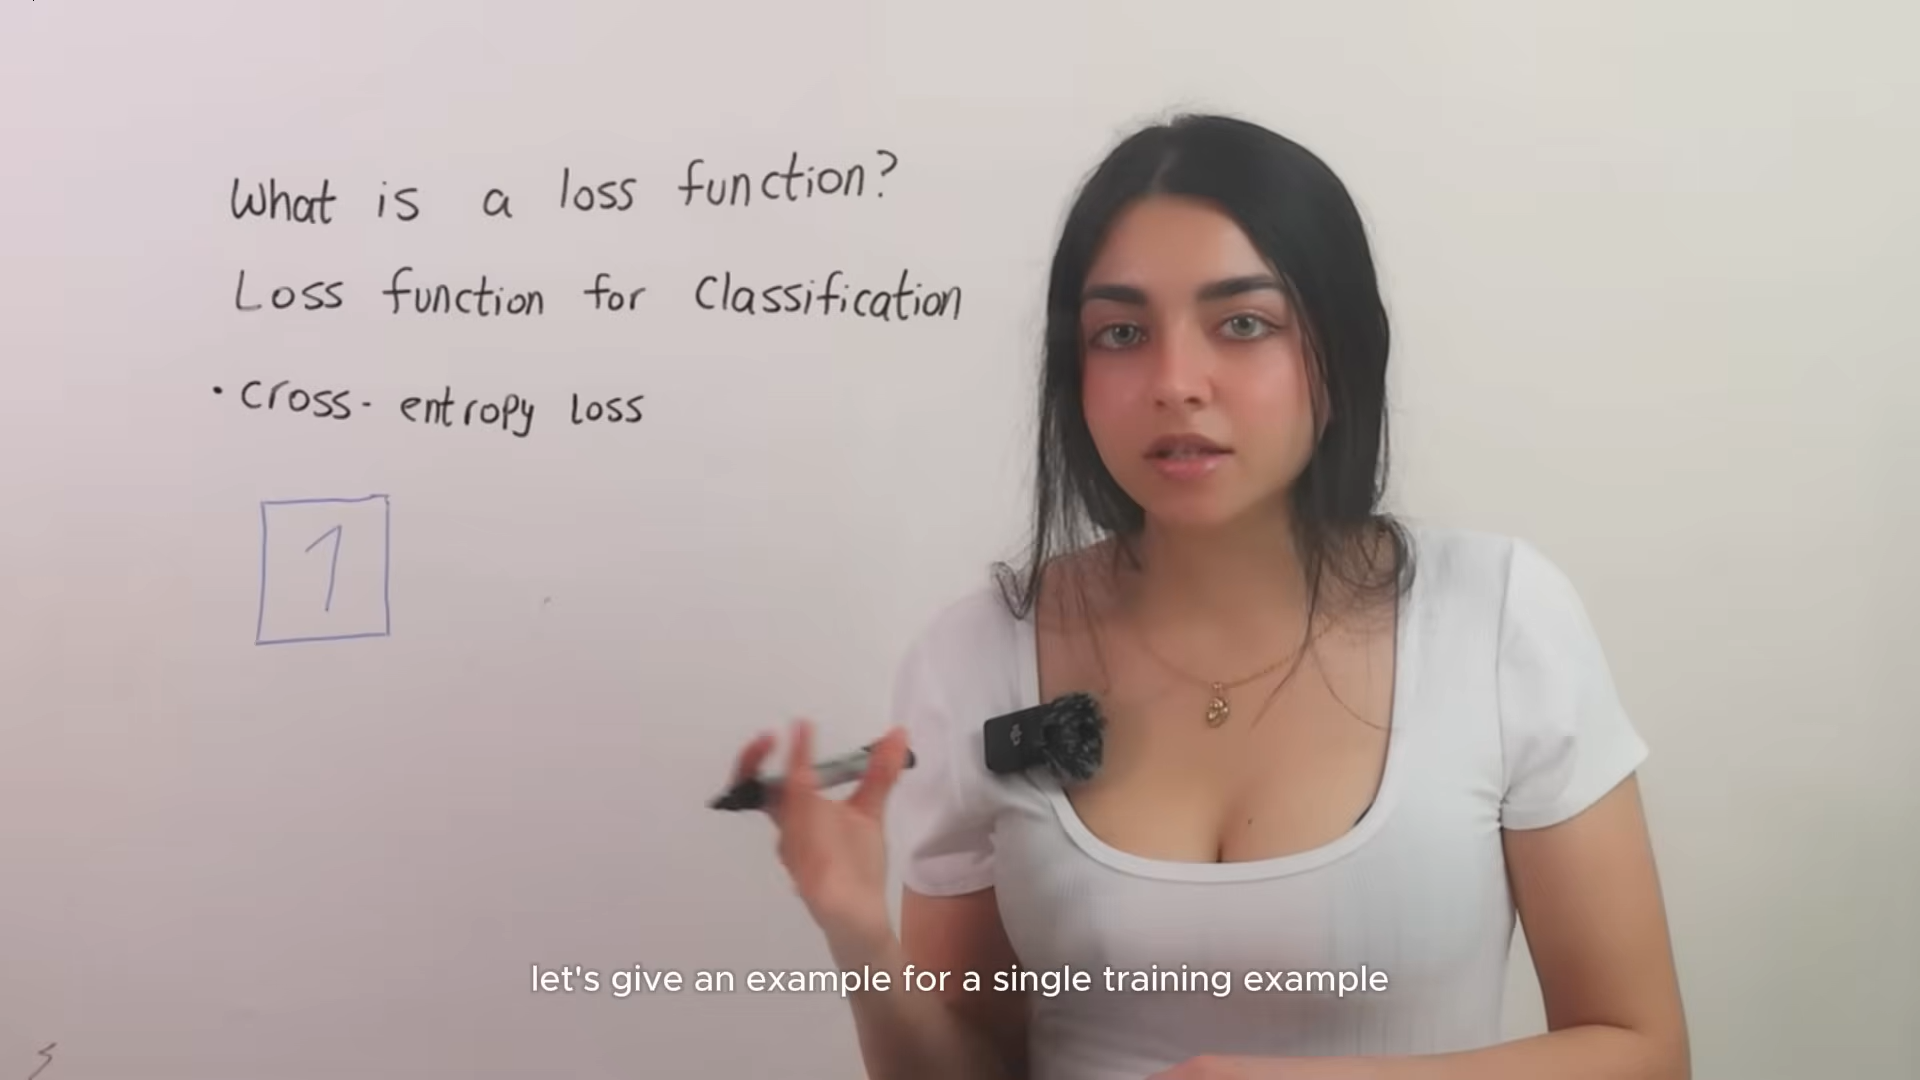 What is a loss function?
Loss function for Classification
• cross-entropy loss
1
let's give an example for a single training example